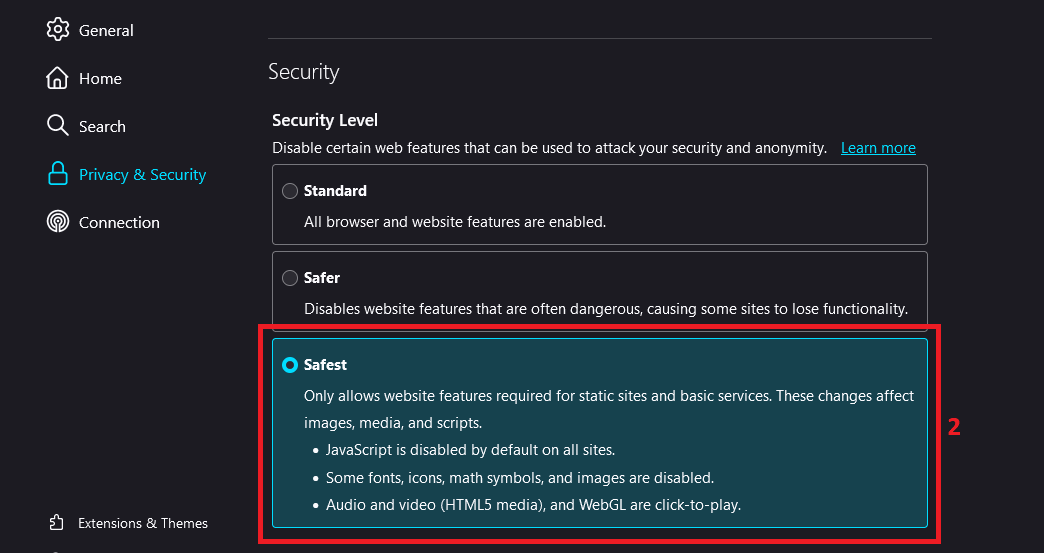 General
Home
Search
Privacy & Security
Connection
Extensions & Themes
Security
Security Level
Disable certain web features that can be used to attack your security and anonymity. Learn more
Standard
All browser and website features are enabled.
Safer
Disables website features that are often dangerous, causing some sites to lose functionality.
Safest
Only allows website features required for static sites and basic services. These changes affect
images, media, and scripts.
• JavaScript is disabled by default on all sites.
• Some fonts, icons, math symbols, and images are disabled.
• Audio and video (HTML5 media), and WebGL are click-to-play.
2